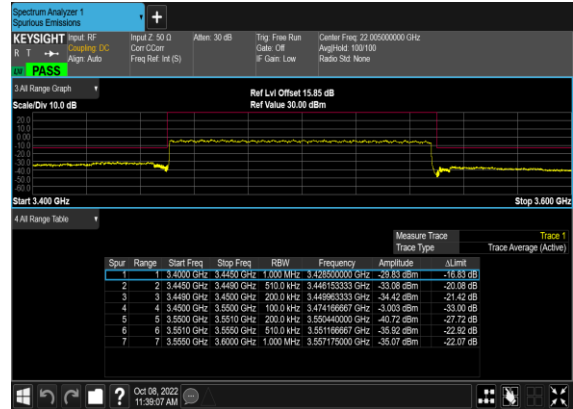 Spectrum Analyzer 1
Spurious Emissions
KEYSIGHT Input: RF Input Z: 50 Ω Atten: 30 dB Trig: Free Run Center Freq: 22.005000000 GHz
R T Coupling: DC Corr CCorr Gate: Off Avg|Hold: 100/100
Align: Auto Freq Ref: Int (S) IF Gain: Low Radio Std: None
PASS
3 All Range Graph
Ref Lvl Offset 15.85 dB
Scale/Div 10.0 dB Ref Value 30.00 dBm
20.0
10.0
0.00
-10.0
-20.0
-30.0
-40.0
-50.0
-60.0
Start 3.400 GHz Stop 3.600 GHz
4 All Range Table
Measure Trace Trace 1
Trace Type Trace Average (Active)
Spur Range Start Freq Stop Freq RBW Frequency Amplitude ΔLimit
1 1 3.4000 GHz 3.4450 GHz 1.000 MHz 3.428500000 GHz -29.83 dBm -16.83 dB
2 2 3.4450 GHz 3.4490 GHz 510.0 kHz 3.446153333 GHz -33.08 dBm -20.08 dB
3 3 3.4490 GHz 3.4500 GHz 200.0 kHz 3.449963333 GHz -34.42 dBm -21.42 dB
4 4 3.4500 GHz 3.5500 GHz 100.0 kHz 3.474166667 GHz -3.003 dBm -33.00 dB
5 5 3.5500 GHz 3.5510 GHz 200.0 kHz 3.550440000 GHz -40.72 dBm -27.72 dB
6 6 3.5510 GHz 3.5550 GHz 510.0 kHz 3.551166667 GHz -35.92 dBm -22.92 dB
7 7 3.5550 GHz 3.6000 GHz 1.000 MHz 3.557175000 GHz -35.07 dBm -22.07 dB
Oct 08, 2022
11:39:07 AM